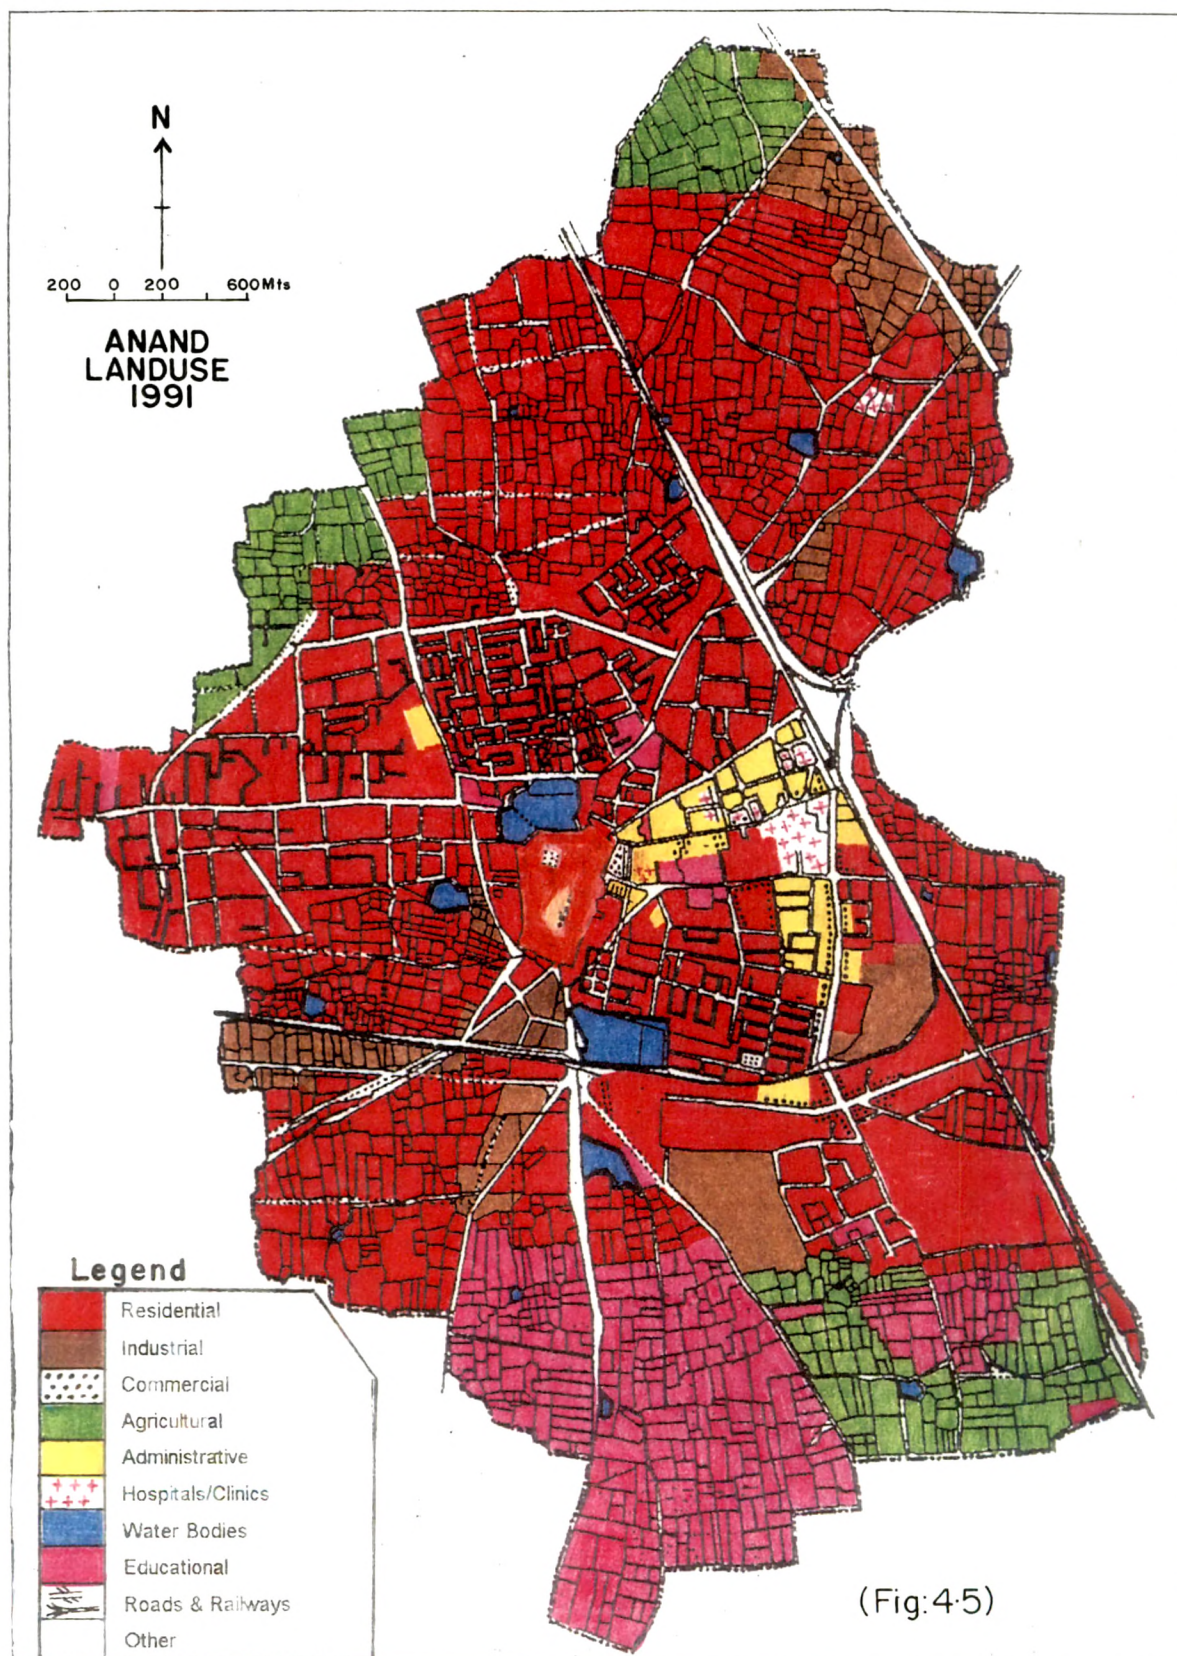 N
200 0 200 600Mts
ANAND
LANDUSE
1991
Legend
Residential
Industrial
Commercial
Agricultural
Administrative
Hospitals/Clinics
Water Bodies
Educational
Roads & Railways
Other
(Fig:4·5)